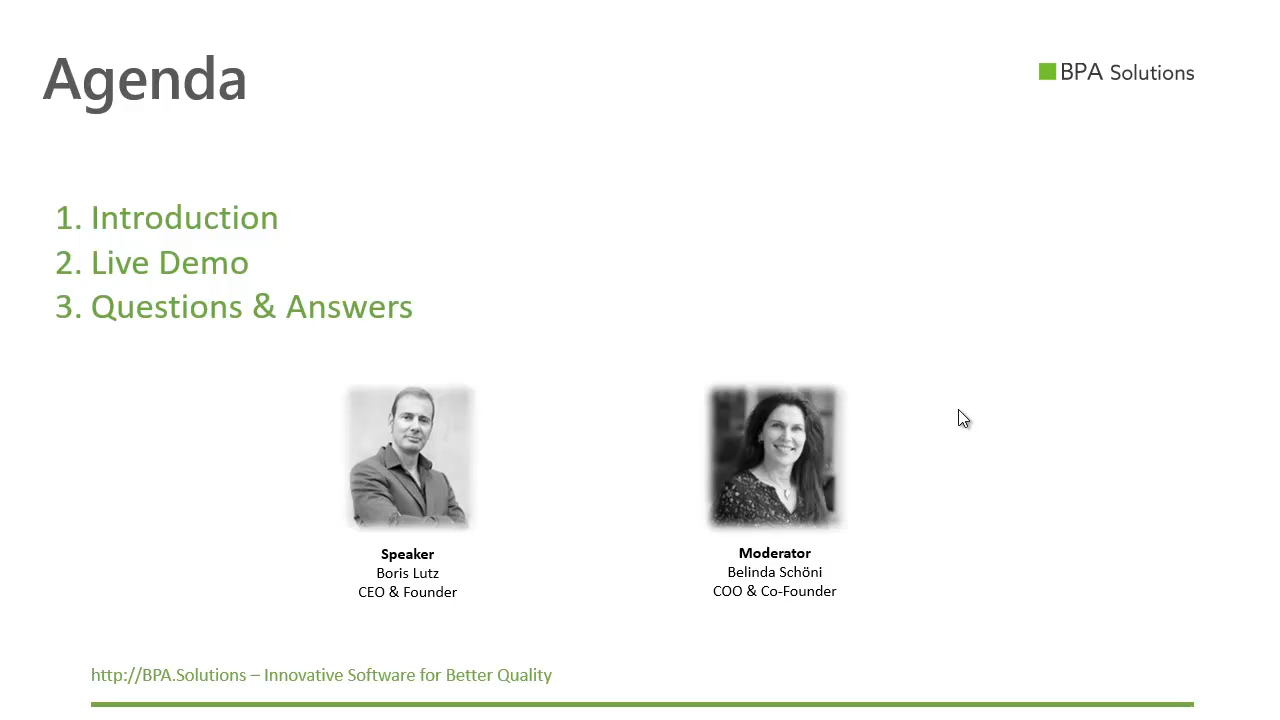 Agenda
BPA Solutions
1. Introduction
2. Live Demo
3. Questions & Answers
Speaker
Boris Lutz
CEO & Founder
Moderator
Belinda Schöni
COO & Co-Founder
http://BPA.Solutions – Innovative Software for Better Quality